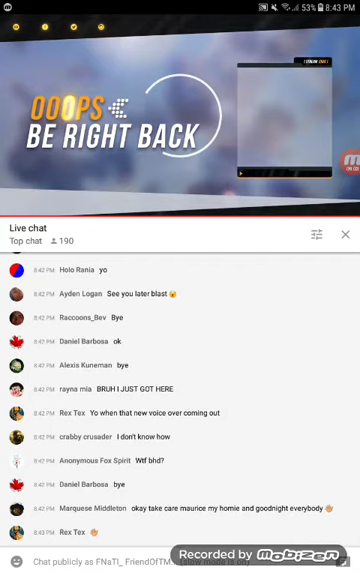 53% 8:43 PM
OOOPS
BE RIGHT BACK
Live chat
Top chat 190
8:42 PM Holo Rania yo
8:42 PM Ayden Logan See you later blast 😮
8:42 PM Raccoons_Bev Bye
8:42 PM Daniel Barbosa ok
8:42 PM Alexis Kuneman bye
8:42 PM rayna mia BRUH I JUST GOT HERE
8:42 PM Rex Tex Yo when that new voice over coming out
8:42 PM crabby crusader I don't know how
8:42 PM Anonymous Fox Spirit Wtf bhd?
8:42 PM Daniel Barbosa bye
8:42 PM Marquese Middleton okay take care maurice my homie and goodnight everybody 👋
8:43 PM Rex Tex 👋
Chat publicly as FNaTI_FriendOfTM... (slow mode is on)
Recorded by mobizen